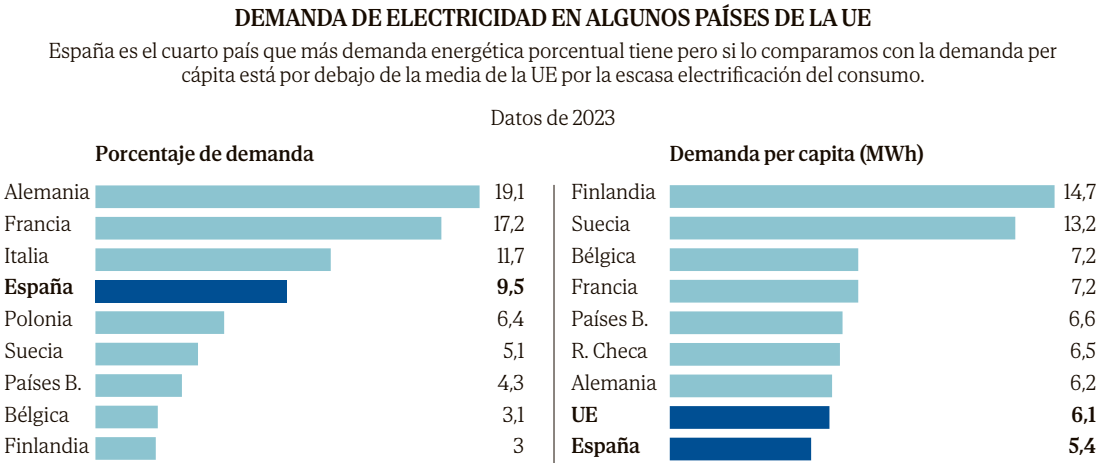 DEMANDA DE ELECTRICIDAD EN ALGUNOS PAÍSES DE LA UE
España es el cuarto país que más demanda energética porcentual tiene pero si lo comparamos con la demanda per
cápita está por debajo de la media de la UE por la escasa electrificación del consumo.
Datos de 2023
Porcentaje de demanda
Alemania 19,1
Francia 17,2
Italia 11,7
España 9,5
Polonia 6,4
Suecia 5,1
Países B. 4,3
Bélgica 3,1
Finlandia 3
Demanda per capita (MWh)
Finlandia 14,7
Suecia 13,2
Bélgica 7,2
Francia 7,2
Países B. 6,6
R. Checa 6,5
Alemania 6,2
UE 6,1
España 5,4